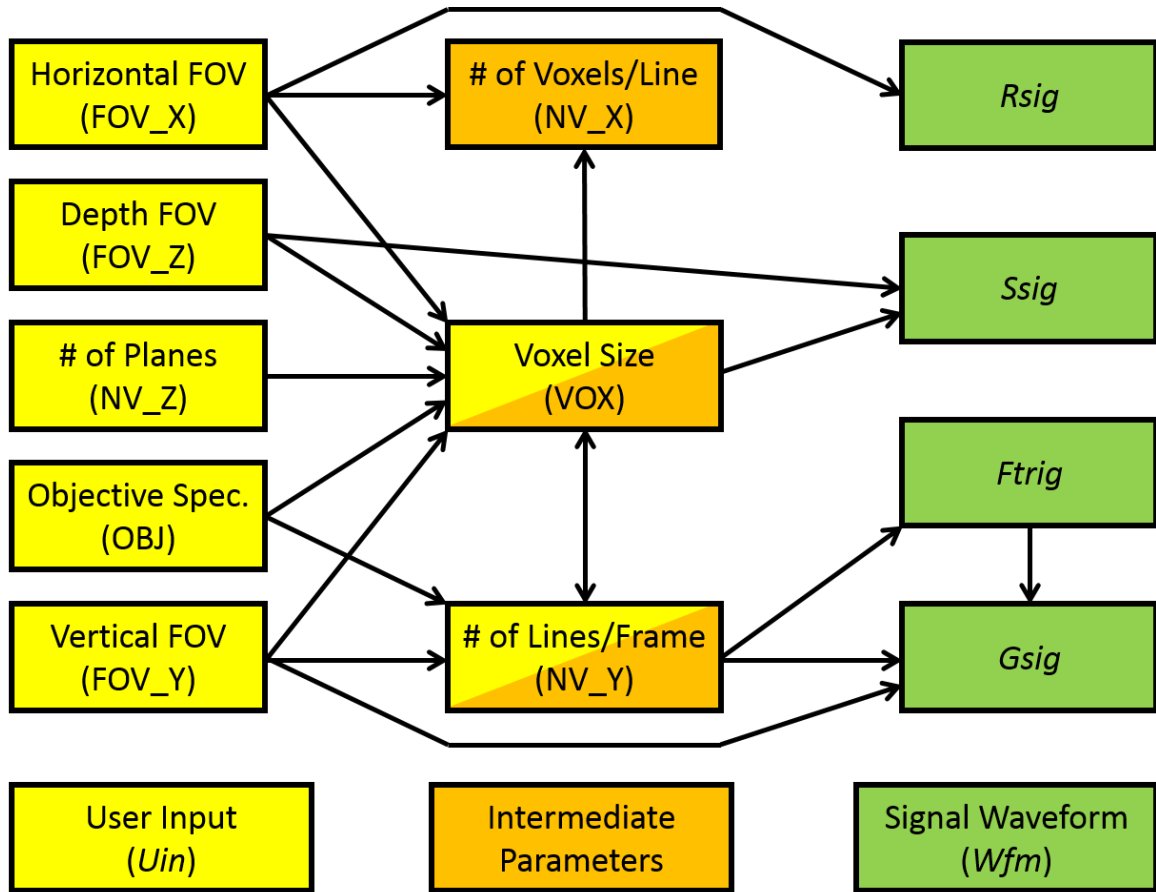 Horizontal FOV
(FOV_X)
# of Voxels/Line
(NV_X)
Rsig
Depth FOV
(FOV_Z)
Ssig
# of Planes
(NV_Z)
Voxel Size
(VOX)
Objective Spec.
(OBJ)
Ftrig
Vertical FOV
(FOV_Y)
# of Lines/Frame
(NV_Y)
Gsig
User Input
(Uin)
Intermediate
Parameters
Signal Waveform
(Wfm)